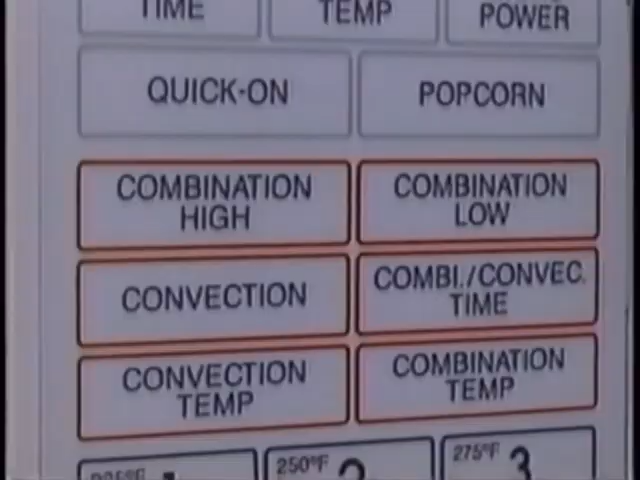 TIME TEMP POWER
QUICK-ON POPCORN
COMBINATION HIGH
COMBINATION LOW
CONVECTION
COMBI./CONVEC. TIME
CONVECTION TEMP
COMBINATION TEMP
250°F 2
275°F 3